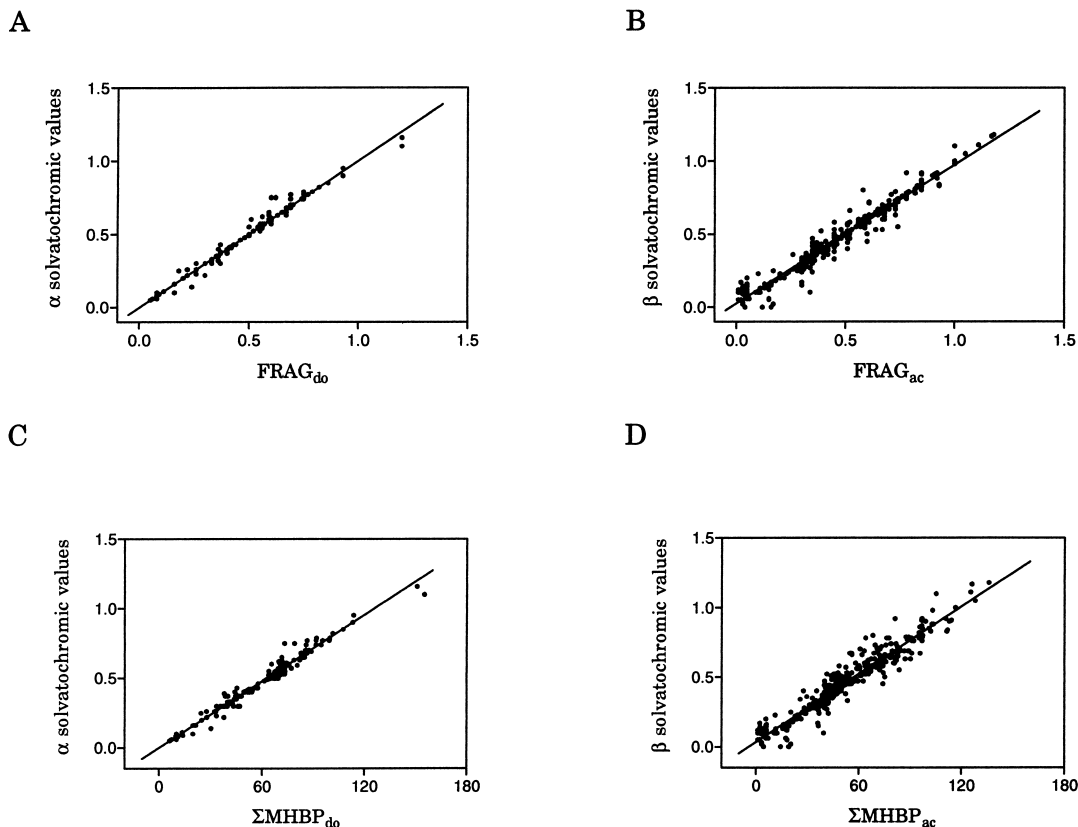 A
α solvatochromic values
1.5
1.0
0.5
0.0
0.0 0.5 1.0 1.5
FRAGdo
B
β solvatochromic values
1.5
1.0
0.5
0.0
0.0 0.5 1.0 1.5
FRAGac
C
α solvatochromic values
1.5
1.0
0.5
0.0
0 60 120 180
ΣMHBPdo
D
β solvatochromic values
1.5
1.0
0.5
0.0
0 60 120 180
ΣMHBPac